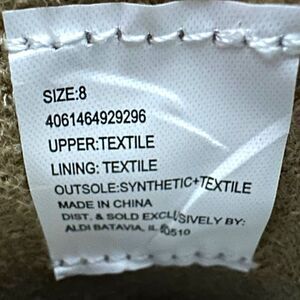 SIZE:8
4061464929296
UPPER:TEXTILE
LINING: TEXTILE
OUTSOLE:SYNTHETIC+TEXTILE
MADE IN CHINA
DIST. & SOLD EXCLUSIVELY BY:
ALDI BATAVIA, IL 60510